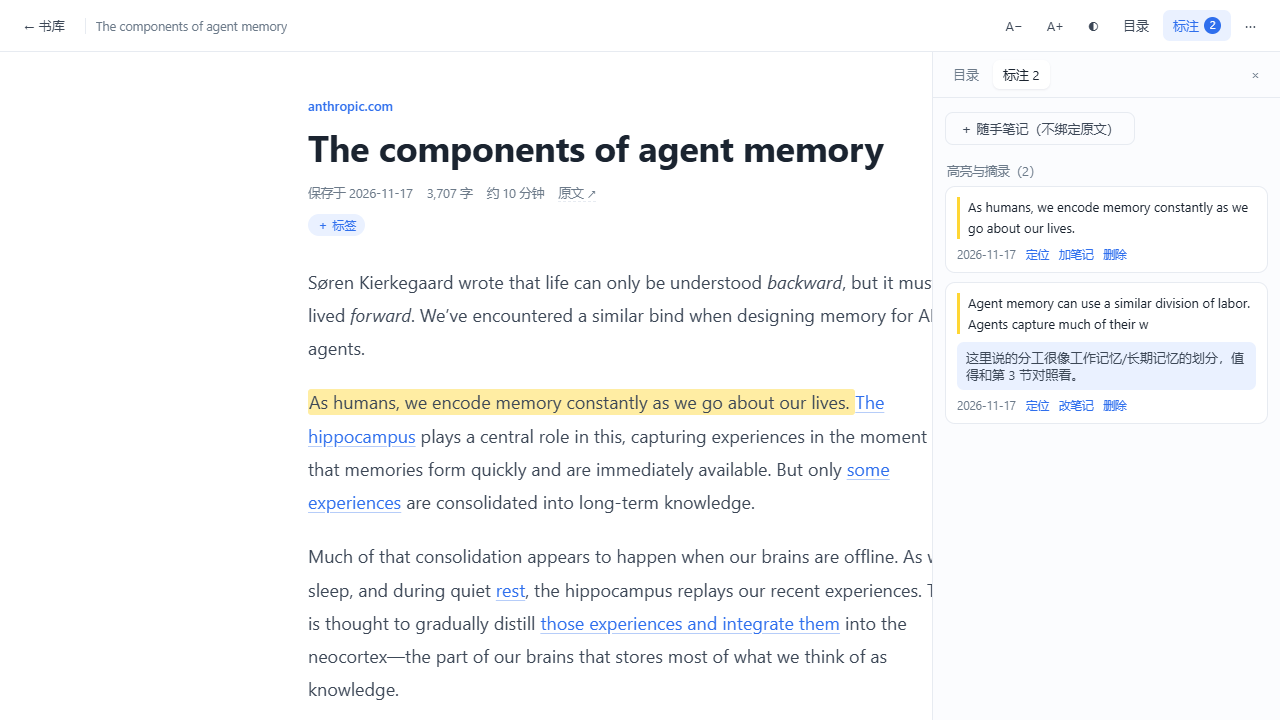 ← 书库 The components of agent memory A− A+ 目录 标注 2 ···
目录 标注 2 ×
+ 随手笔记（不绑定原文）
高亮与摘录（2）
As humans, we encode memory constantly as we
go about our lives.
2026-11-17 定位 加笔记 删除
Agent memory can use a similar division of labor.
Agents capture much of their w
这里说的分工很像工作记忆/长期记忆的划分，值
得和第 3 节对照看。
2026-11-17 定位 改笔记 删除
anthropic.com
The components of agent memory
保存于 2026-11-17 3,707 字 约 10 分钟 原文 ↗
+ 标签
Søren Kierkegaard wrote that life can only be understood backward, but it mus
lived forward. We’ve encountered a similar bind when designing memory for
agents.
As humans, we encode memory constantly as we go about our lives. The
hippocampus plays a central role in this, capturing experiences in the moment
that memories form quickly and are immediately available. But only some
experiences are consolidated into long-term knowledge.
Much of that consolidation appears to happen when our brains are offline. As
sleep, and during quiet rest, the hippocampus replays our recent experiences.
is thought to gradually distill those experiences and integrate them into the
neocortex—the part of our brains that stores most of what we think of as
knowledge.